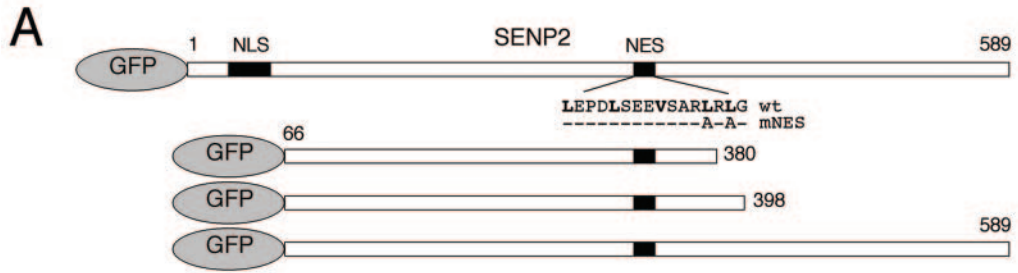 A
SENP2
1 NLS NES 589
GFP
LEPDLSEEVSARLRLG wt
-------------A-A- mNES
66
GFP 380
GFP 398
589
GFP